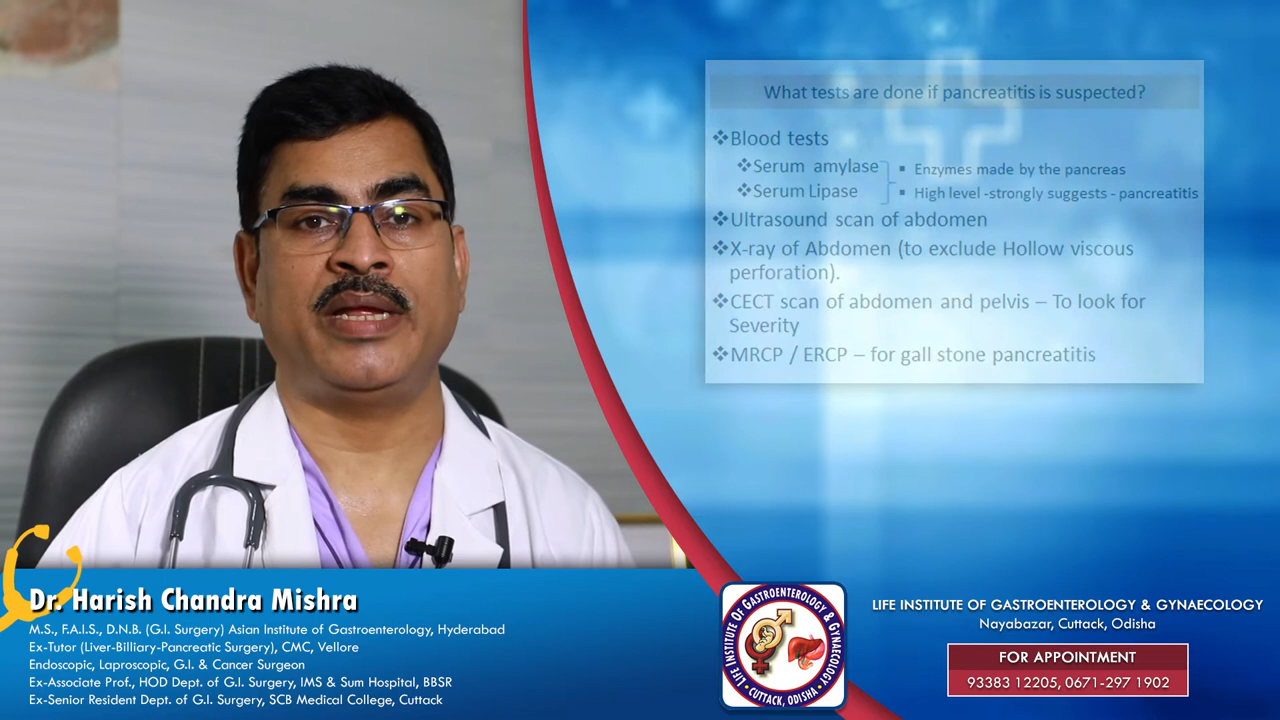 What tests are done if pancreatitis is suspected?
❖Blood tests
❖Serum amylase
❖Serum Lipase
▪ Enzymes made by the pancreas
▪ High level -strongly suggests - pancreatitis
❖Ultrasound scan of abdomen
❖X-ray of Abdomen (to exclude Hollow viscous
perforation).
❖CECT scan of abdomen and pelvis – To look for
Severity
❖MRCP / ERCP – for gall stone pancreatitis
Dr. Harish Chandra Mishra
M.S., F.A.I.S., D.N.B. (G.I. Surgery) Asian Institute of Gastroenterology, Hyderabad
Ex-Tutor (Liver-Billiary-Pancreatic Surgery), CMC, Vellore
Endoscopic, Laproscopic, G.I. & Cancer Surgeon
Ex-Associate Prof., HOD Dept. of G.I. Surgery, IMS & Sum Hospital, BBSR
Ex-Senior Resident Dept. of G.I. Surgery, SCB Medical College, Cuttack
LIFE INSTITUTE OF GASTROENTEROLOGY & GYNAECOLOGY
• CUTTACK, ODISHA •
LIFE INSTITUTE OF GASTROENTEROLOGY & GYNAECOLOGY
Nayabazar, Cuttack, Odisha
FOR APPOINTMENT
93383 12205, 0671-297 1902